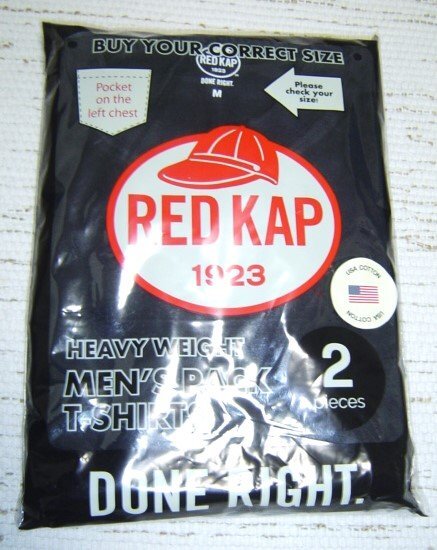 BUY YOUR CORRECT SIZE
RED KAP
1923
DONE RIGHT.
M
Pocket
on the
left chest
Please
check your
size!
RED KAP
1923
USA COTTON
USA COTTON
HEAVY WEIGHT
MEN'S PACK
T-SHIRTS
2
pieces
DONE RIGHT.